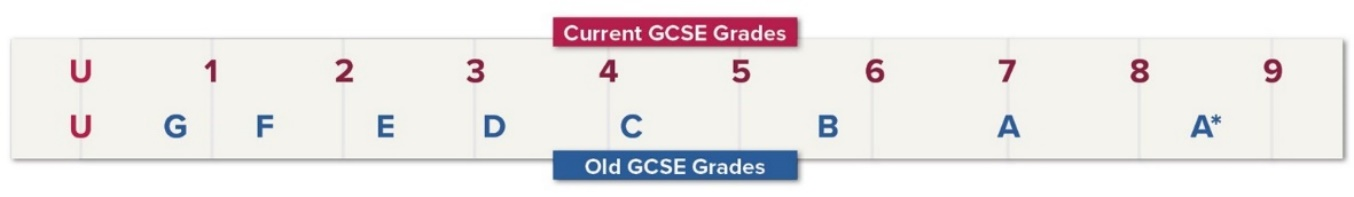 Current GCSE Grades
U 1 2 3 4 5 6 7 8 9
U G F E D C B A A*
Old GCSE Grades